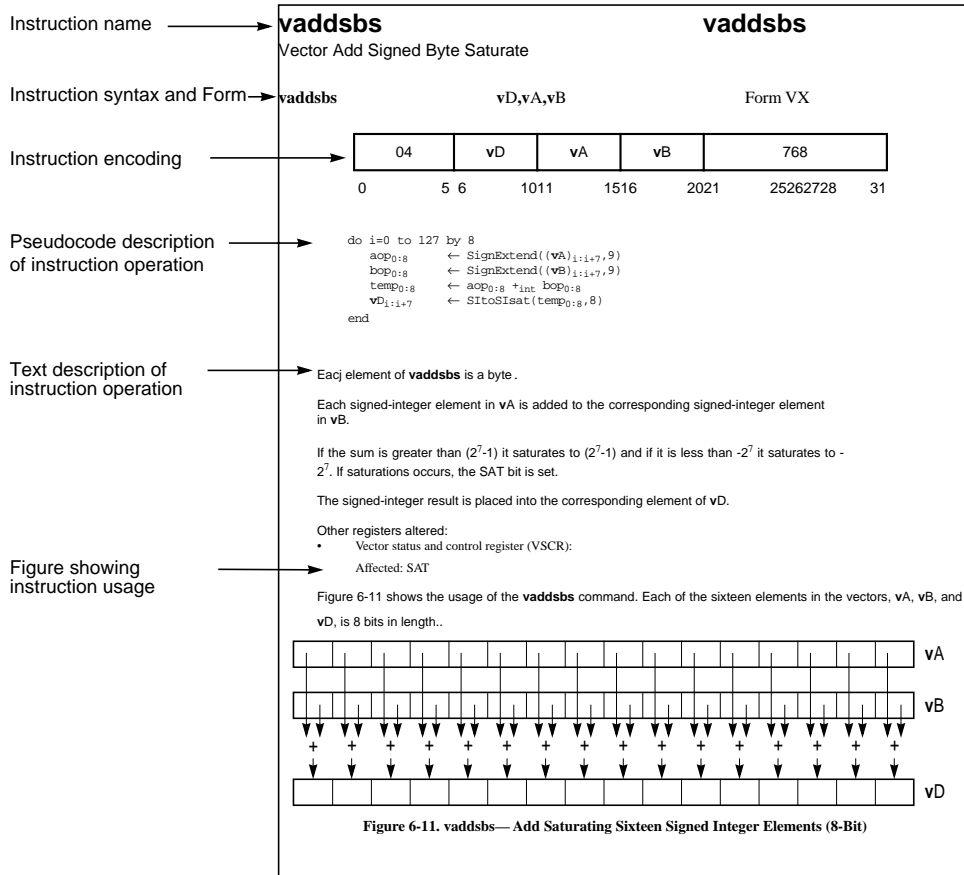 Instruction name
vaddsbs vaddsbs
Vector Add Signed Byte Saturate
Instruction syntax and Form
vaddsbs vD,vA,vB Form VX
Instruction encoding
04 vD vA vB 768
0 5 6 1011 1516 2021 25262728 31
Pseudocode description
of instruction operation
do i=0 to 127 by 8
aop0:8 ← SignExtend((vA)i:i+7,9)
bop0:8 ← SignExtend((vB)i:i+7,9)
temp0:8 ← aop0:8 +int bop0:8
vDi:i+7 ← SItoSIsat(temp0:8,8)
end
Text description of
instruction operation
Eacj element of vaddsbs is a byte.
Each signed-integer element in vA is added to the corresponding signed-integer element
in vB.
If the sum is greater than (2^7-1) it saturates to (2^7-1) and if it is less than -2^7 it saturates to -
2^7. If saturations occurs, the SAT bit is set.
The signed-integer result is placed into the corresponding element of vD.
Other registers altered:
• Vector status and control register (VSCR):
Affected: SAT
Figure showing
instruction usage
Figure 6-11 shows the usage of the vaddsbs command. Each of the sixteen elements in the vectors, vA, vB, and
vD, is 8 bits in length..
vA
vB
+ + + + + + + + + + + + + + + +
vD
Figure 6-11. vaddsbs— Add Saturating Sixteen Signed Integer Elements (8-Bit)